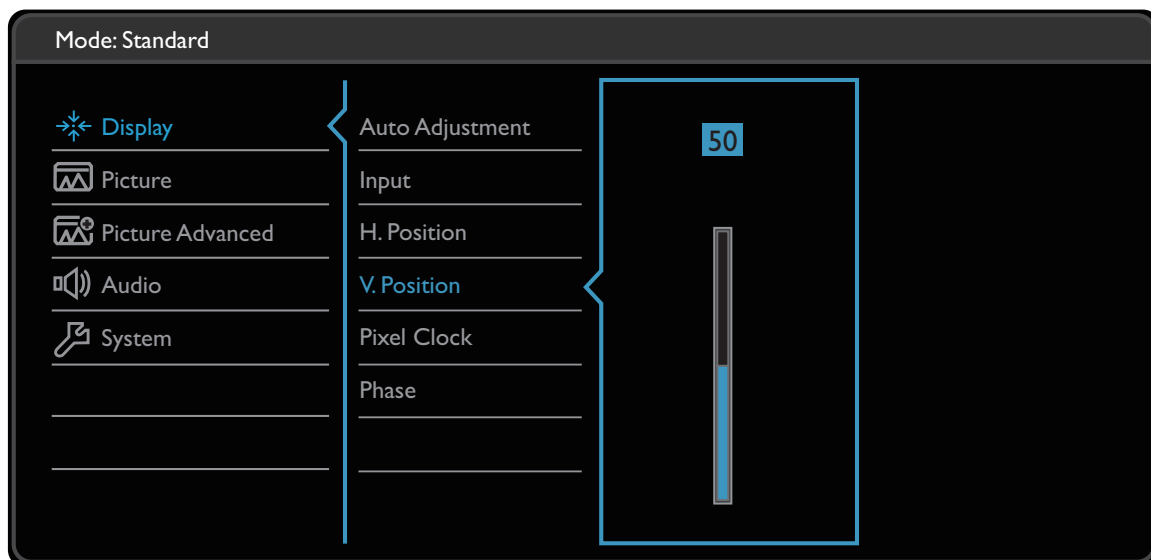 Mode: Standard
Display
Picture
Picture Advanced
Audio
System
Auto Adjustment
Input
H. Position
V. Position
Pixel Clock
Phase
50